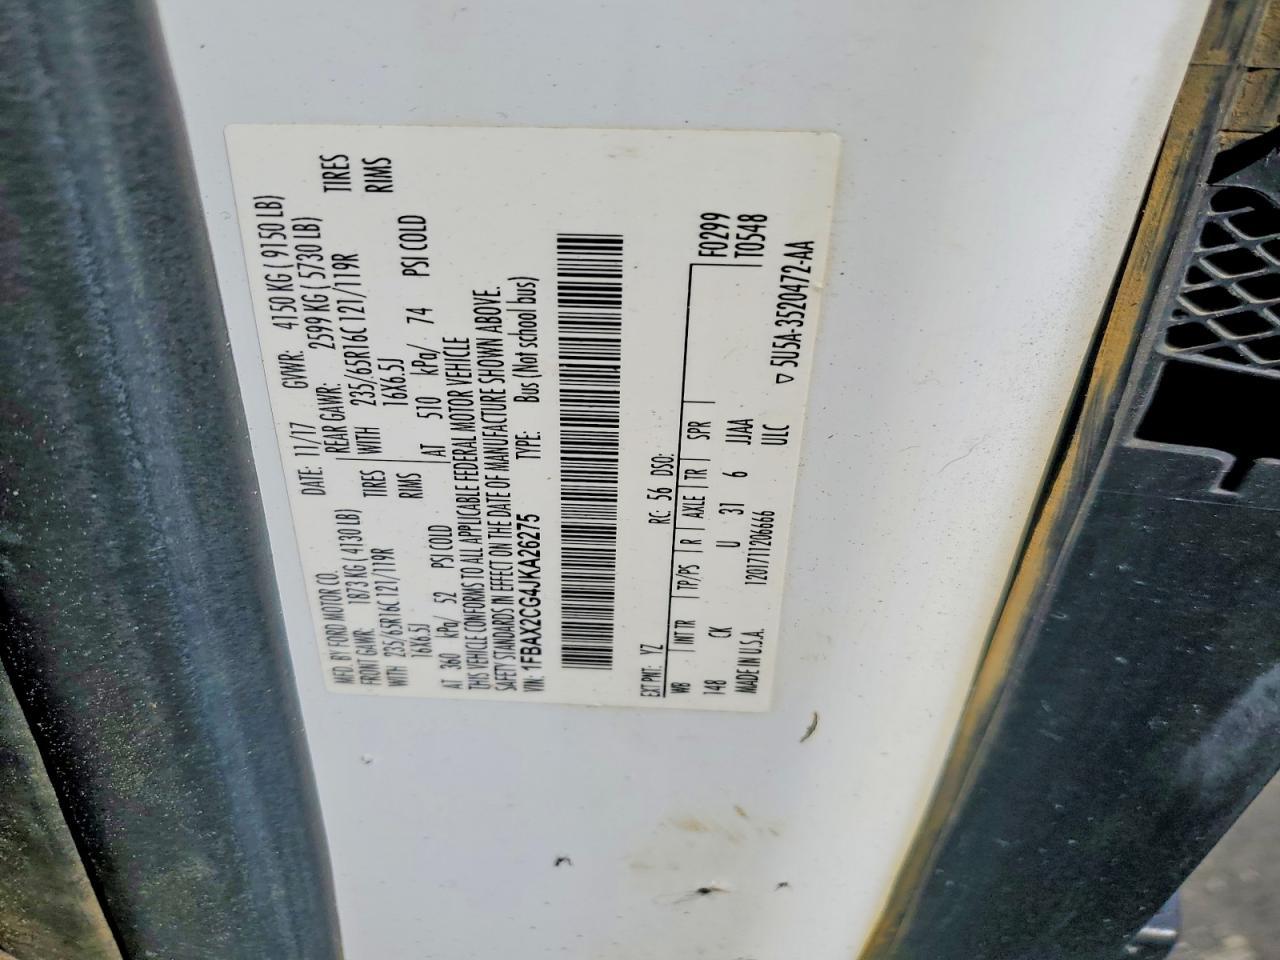 MFD. BY FORD MOTOR CO. DATE: 11/17 GVWR: 4150 KG ( 9150 LB)
FRONT GAWR: 1873 KG( 4130 LB) REAR GAWR: 2599 KG ( 5730 LB)
WITH 235/65R16C121/119R TIRES WITH 235/65R16C 121/119R TIRES
16X6.5J RIMS 16X6.5J RIMS
AT 360 kPa/ 52 PSI COLD AT 510 kPa/ 74 PSI COLD
THIS VEHICLE CONFORMS TO ALL APPLICABLE FEDERAL MOTOR VEHICLE
SAFETY STANDARDS IN EFFECT ON THE DATE OF MANUFACTURE SHOWN ABOVE.
VIN: 1FBAX2CG4JKA26275 TYPE: Bus (Not school bus)
EXT PNT: YZ RC: 56 DSO:
WB INT TR TP/PS R AXLE TR SPR F0299
148 CK U 31 6 JJAA T0548
MADE IN U.S.A. 1201711206666 ULC ▽ 5U5A-3520472-AA